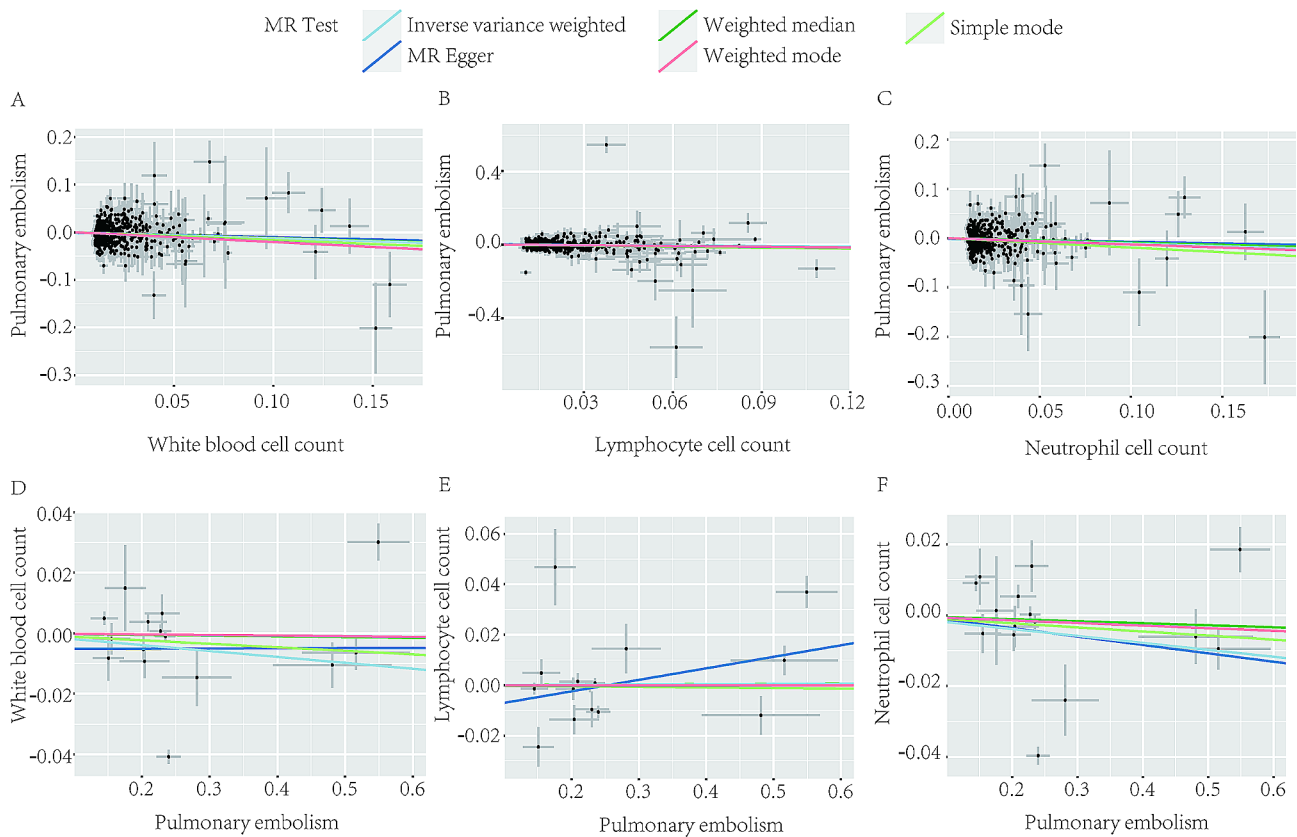 MR Test
Inverse variance weighted
Weighted median
Simple mode
MR Egger
Weighted mode
A
Pulmonary embolism
0.2
0.1
0.0
−0.1
−0.2
−0.3
0.05
0.10
0.15
White blood cell count
B
Pulmonary embolism
0.4
0.0
−0.4
0.03
0.06
0.09
0.12
Lymphocyte cell count
C
Pulmonary embolism
0.2
0.1
0.0
−0.1
−0.2
−0.3
0.00
0.05
0.10
0.15
Neutrophil cell count
D
White blood cell count
0.04
0.02
0.00
−0.02
−0.04
0.2
0.3
0.4
0.5
0.6
Pulmonary embolism
E
Lymphocyte cell count
0.06
0.04
0.02
0.00
−0.02
0.2
0.3
0.4
0.5
0.6
Pulmonary embolism
F
Neutrophil cell count
0.02
0.00
−0.02
−0.04
0.2
0.3
0.4
0.5
0.6
Pulmonary embolism